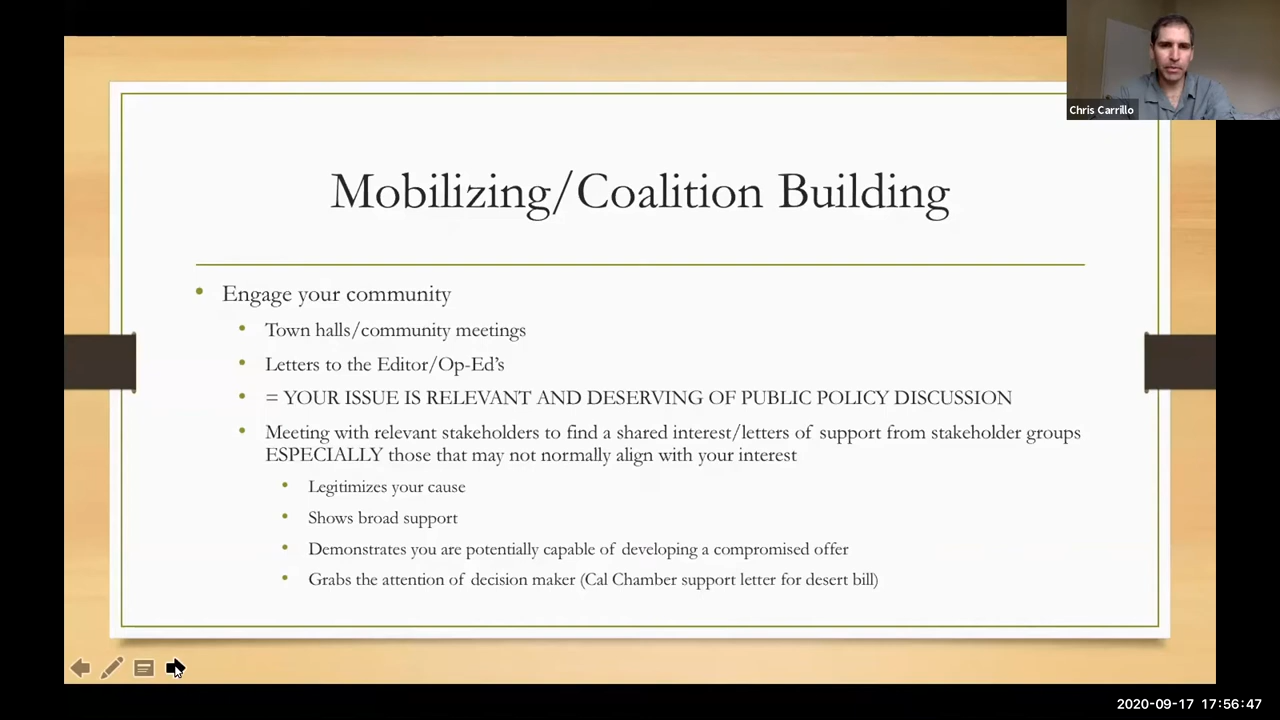 Chris Carrillo
Mobilizing/Coalition Building
Engage your community
Town halls/community meetings
Letters to the Editor/Op-Ed’s
= YOUR ISSUE IS RELEVANT AND DESERVING OF PUBLIC POLICY DISCUSSION
Meeting with relevant stakeholders to find a shared interest/letters of support from stakeholder groups
ESPECIALLY those that may not normally align with your interest
Legitimizes your cause
Shows broad support
Demonstrates you are potentially capable of developing a compromised offer
Grabs the attention of decision maker (Cal Chamber support letter for desert bill)
2020-09-17 17:56:47